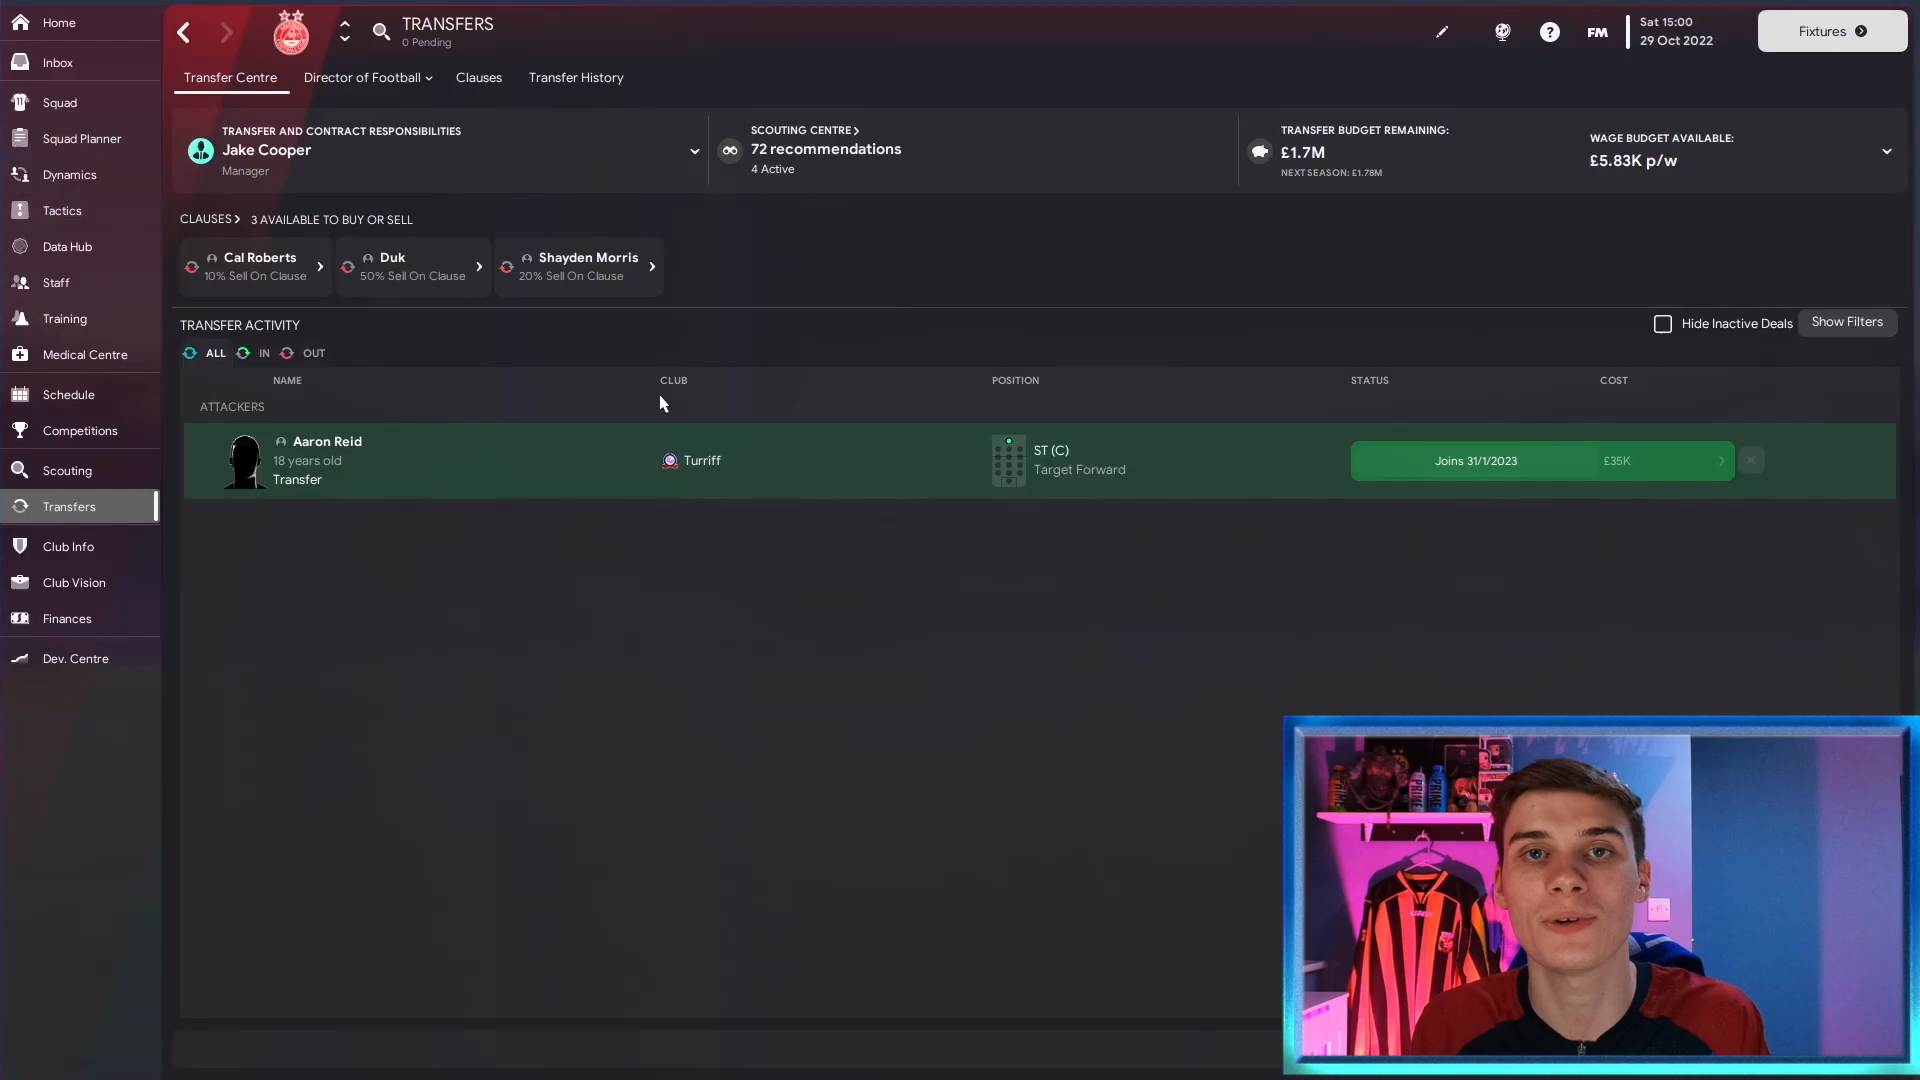 Home
Inbox
Squad
Squad Planner
Dynamics
Tactics
Data Hub
Staff
Training
Medical Centre
Schedule
Competitions
Scouting
Transfers
Club Info
Club Vision
Finances
Dev. Centre
TRANSFERS
0 Pending
FM
Sat 15:00
29 Oct 2022
Fixtures
Transfer Centre Director of Football Clauses Transfer History
TRANSFER AND CONTRACT RESPONSIBILITIES
Jake Cooper
Manager
SCOUTING CENTRE
72 recommendations
4 Active
TRANSFER BUDGET REMAINING:
£1.7M
NEXT SEASON: £1.78M
WAGE BUDGET AVAILABLE:
£5.83K p/w
CLAUSES 3 AVAILABLE TO BUY OR SELL
Cal Roberts
10% Sell On Clause
Duk
50% Sell On Clause
Shayden Morris
20% Sell On Clause
TRANSFER ACTIVITY
Hide Inactive Deals
Show Filters
ALL IN OUT
NAME CLUB POSITION STATUS COST
ATTACKERS
Aaron Reid
18 years old
Transfer
Turriff
ST (C)
Target Forward
Joins 31/1/2023 £35K
PRIME
PRIME